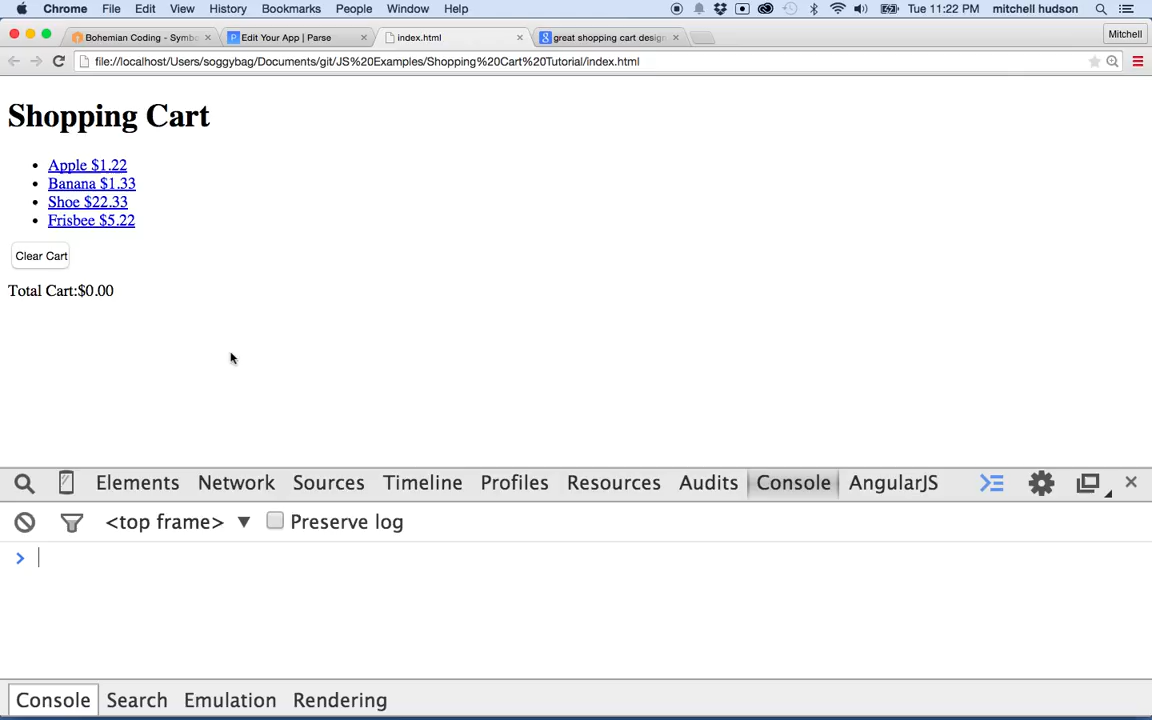 Chrome File Edit View History Bookmarks People Window Help Tue 11:22 PM mitchell hudson
Bohemian Coding - Symbo Edit Your App | Parse index.html great shopping cart design Mitchell
file://localhost/Users/soggybag/Documents/git/JS%20Examples/Shopping%20Cart%20Tutorial/index.html
Shopping Cart
Apple $1.22
Banana $1.33
Shoe $22.33
Frisbee $5.22
Clear Cart
Total Cart:$0.00
Elements Network Sources Timeline Profiles Resources Audits Console AngularJS
<top frame> ▼ Preserve log
>
Console Search Emulation Rendering